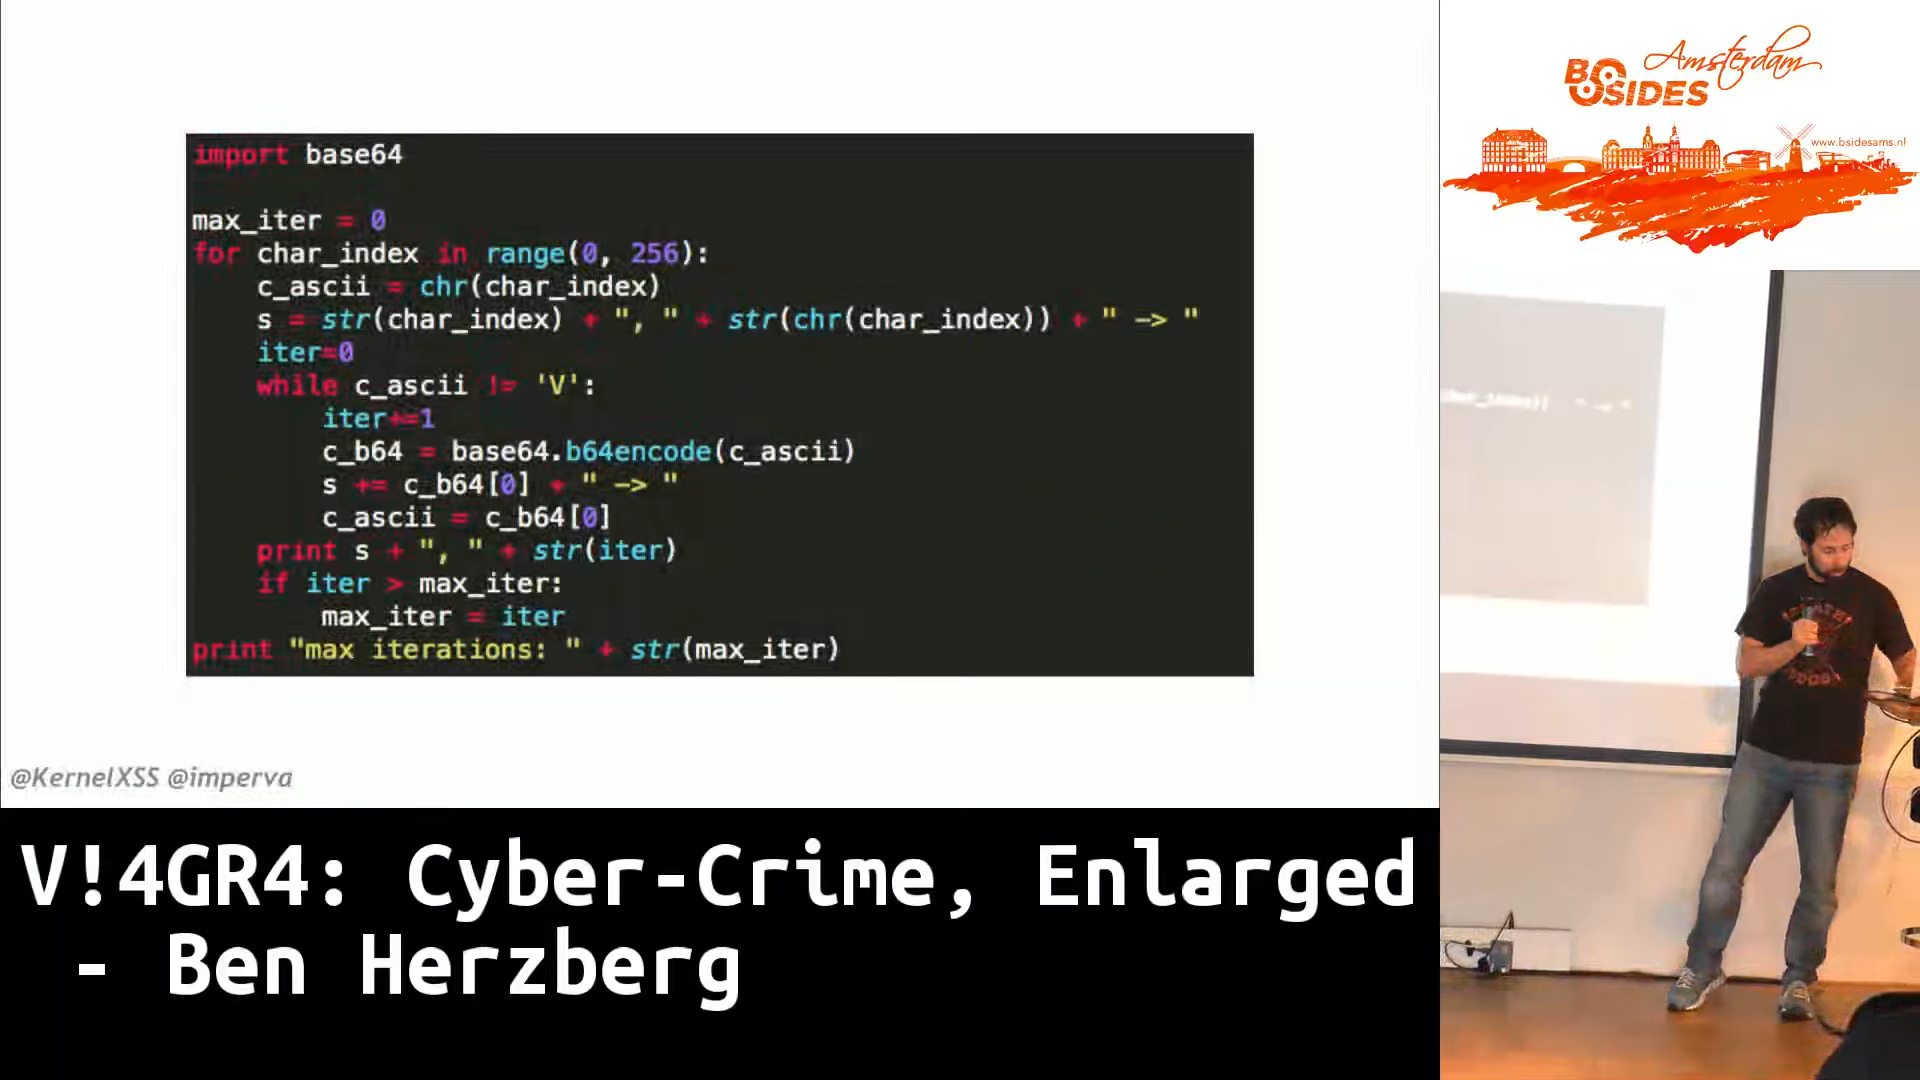 import base64
max_iter = 0
for char_index in range(0, 256):
    c_ascii = chr(char_index)
    s = str(char_index) + ", " + str(chr(char_index)) + " -> "
    iter=0
    while c_ascii != 'V':
        iter+=1
        c_b64 = base64.b64encode(c_ascii)
        s += c_b64[0] + " -> "
        c_ascii = c_b64[0]
    print s + ", " + str(iter)
    if iter > max_iter:
        max_iter = iter
print "max iterations: " + str(max_iter)
@KernelXSS @imperva
V!4GR4: Cyber-Crime, Enlarged
- Ben Herzberg
Amsterdam
BSIDES
www.bsidesams.nl